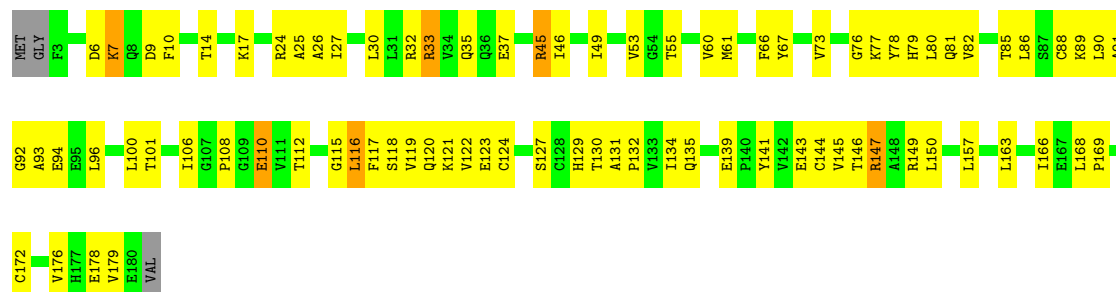 MET GLY F3 D6 K7 Q8 D9 F10 T14 K17 R24 A25 A26 I27 L30 L31 R32 R33 V34 Q35 Q36 E37 R45 I46 I49 V53 G54 T55 V60 M61 F66 Y67 V73 G76 K77 Y78 H79 L80 Q81 V82 T85 L86 S87 C88 K89 L90 A91
G92 A93 E94 E95 L96 L100 T101 I106 G107 P108 G109 E110 V111 T112 G115 L116 F117 S118 V119 Q120 K121 V122 E123 C124 S127 C128 H129 T130 A131 P132 V133 I134 Q135 E139 P140 Y141 V142 E143 C144 V145 T146 R147 A148 R149 L150 L157 L163 I166 E167 L168 P169
C172 V176 H177 E178 V179 E180 VAL